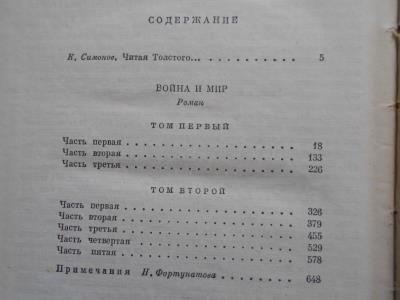 СОДЕРЖАНИЕ
К. Симонов. Читая Толстого... 5
ВОЙНА И МИР
Роман
ТОМ ПЕРВЫЙ
Часть первая 18
Часть вторая 133
Часть третья 226
ТОМ ВТОРОЙ
Часть первая 326
Часть вторая 379
Часть третья 455
Часть четвертая 529
Часть пятая 578
Примечания Н. Фортунатова 648